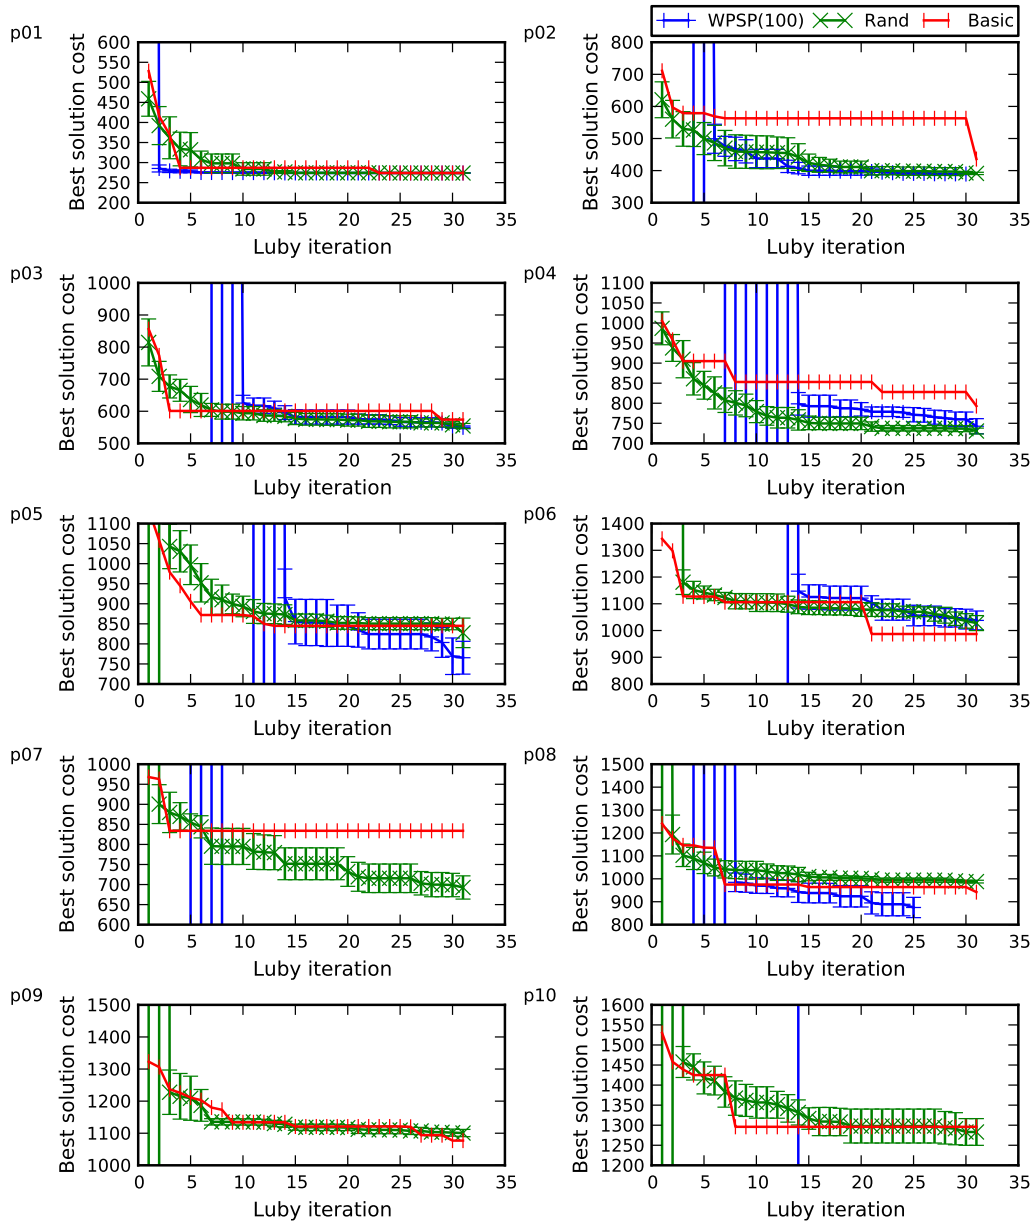 WPSP(100) Rand Basic
p01
Best solution cost
600
550
500
450
400
350
300
250
200
0 5 10 15 20 25 30 35
Luby iteration
p02
Best solution cost
800
700
600
500
400
300
0 5 10 15 20 25 30 35
Luby iteration
p03
Best solution cost
1000
900
800
700
600
500
0 5 10 15 20 25 30 35
Luby iteration
p04
Best solution cost
1100
1050
1000
950
900
850
800
750
700
0 5 10 15 20 25 30 35
Luby iteration
p05
Best solution cost
1100
1050
1000
950
900
850
800
750
700
0 5 10 15 20 25 30 35
Luby iteration
p06
Best solution cost
1400
1300
1200
1100
1000
900
800
0 5 10 15 20 25 30 35
Luby iteration
p07
Best solution cost
1000
950
900
850
800
750
700
650
600
0 5 10 15 20 25 30 35
Luby iteration
p08
Best solution cost
1500
1400
1300
1200
1100
1000
900
800
0 5 10 15 20 25 30 35
Luby iteration
p09
Best solution cost
1500
1400
1300
1200
1100
1000
0 5 10 15 20 25 30 35
Luby iteration
p10
Best solution cost
1600
1550
1500
1450
1400
1350
1300
1250
1200
0 5 10 15 20 25 30 35
Luby iteration